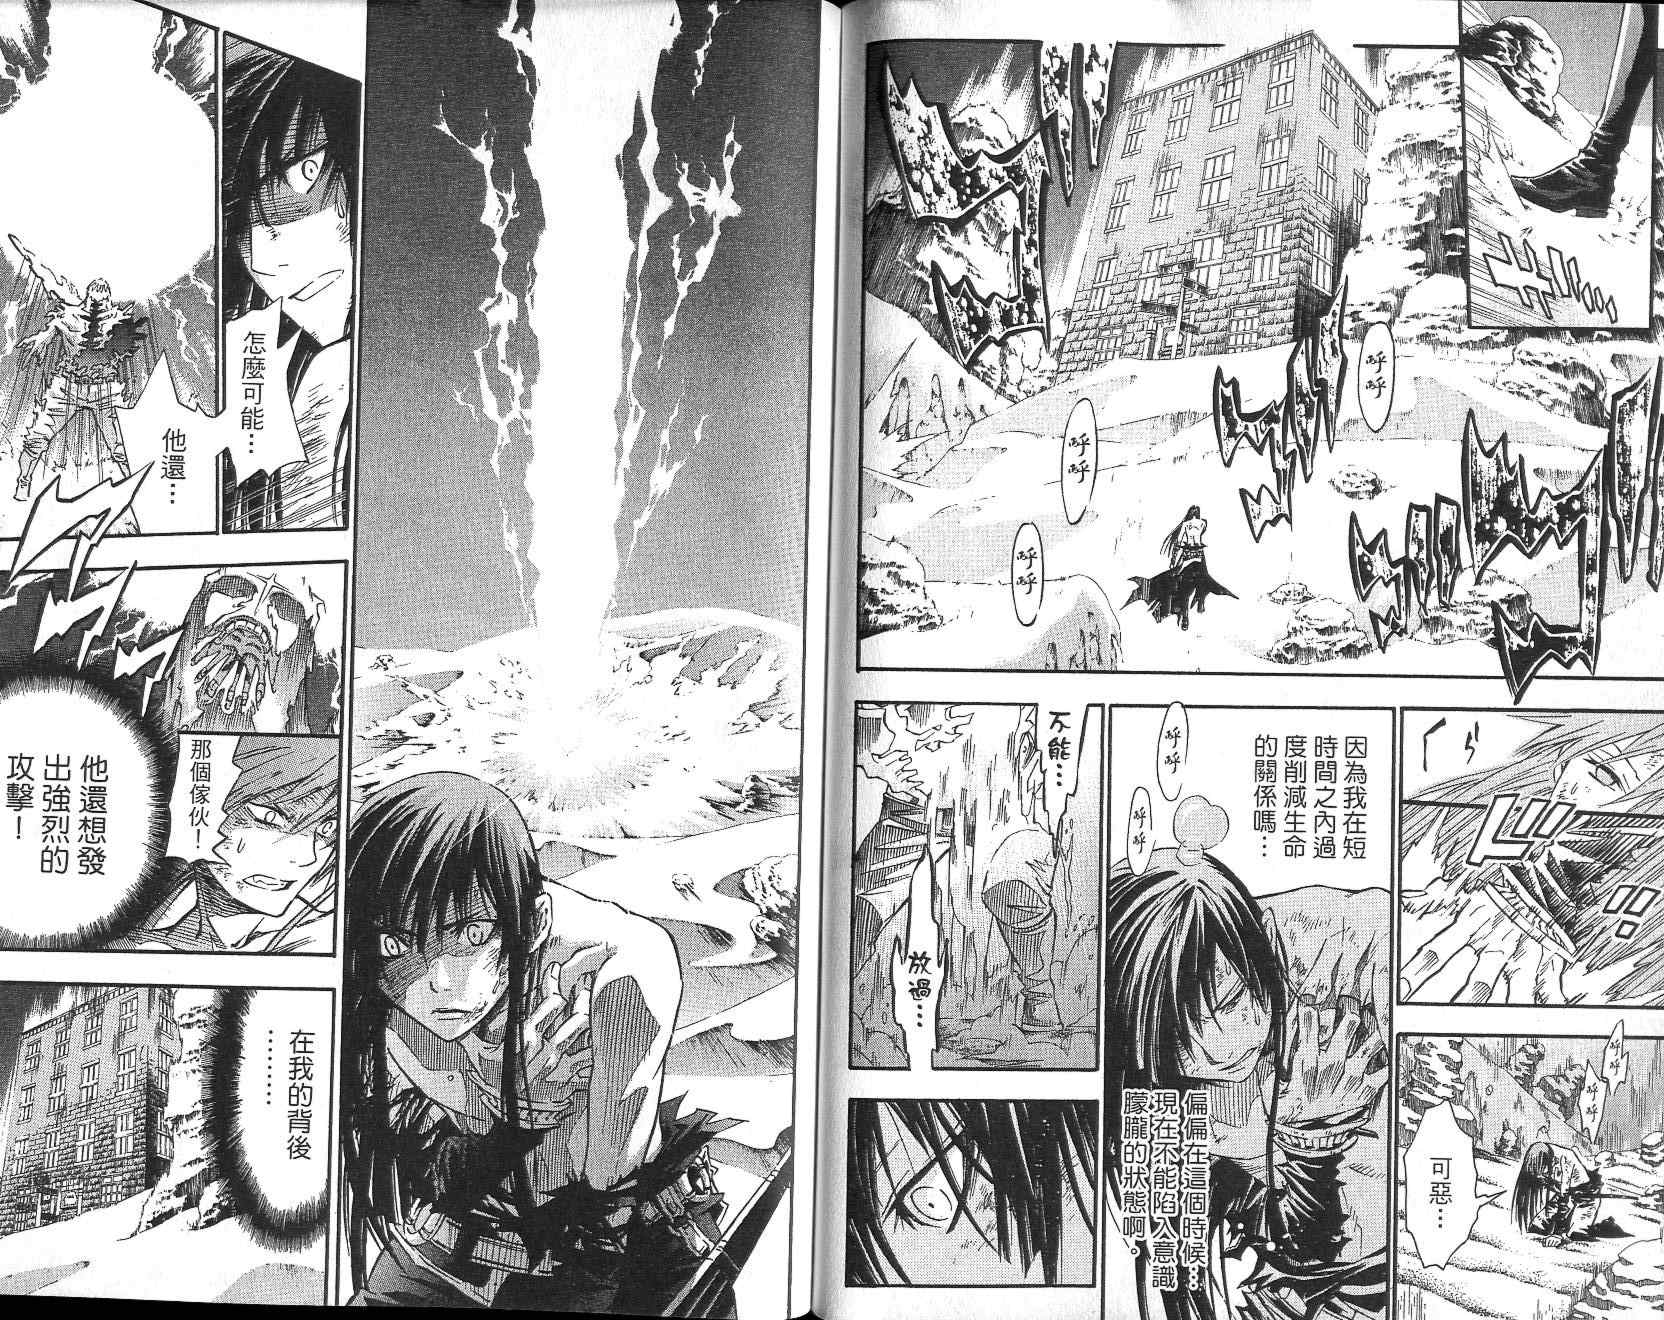 呼呼
呼呼
呼呼
呼呼
呼呼
可惡…
因為我在短
時間之內過
度削減生命
的關係嗎…
呼呼
呼呼
偏偏在這個時候…
現在不能陷入意識
朦朧的狀態啊。
不能…
放過…
怎麼可能…
他還…
那個傢伙！
他還想發
出強烈的
攻擊！
在我的背後
………